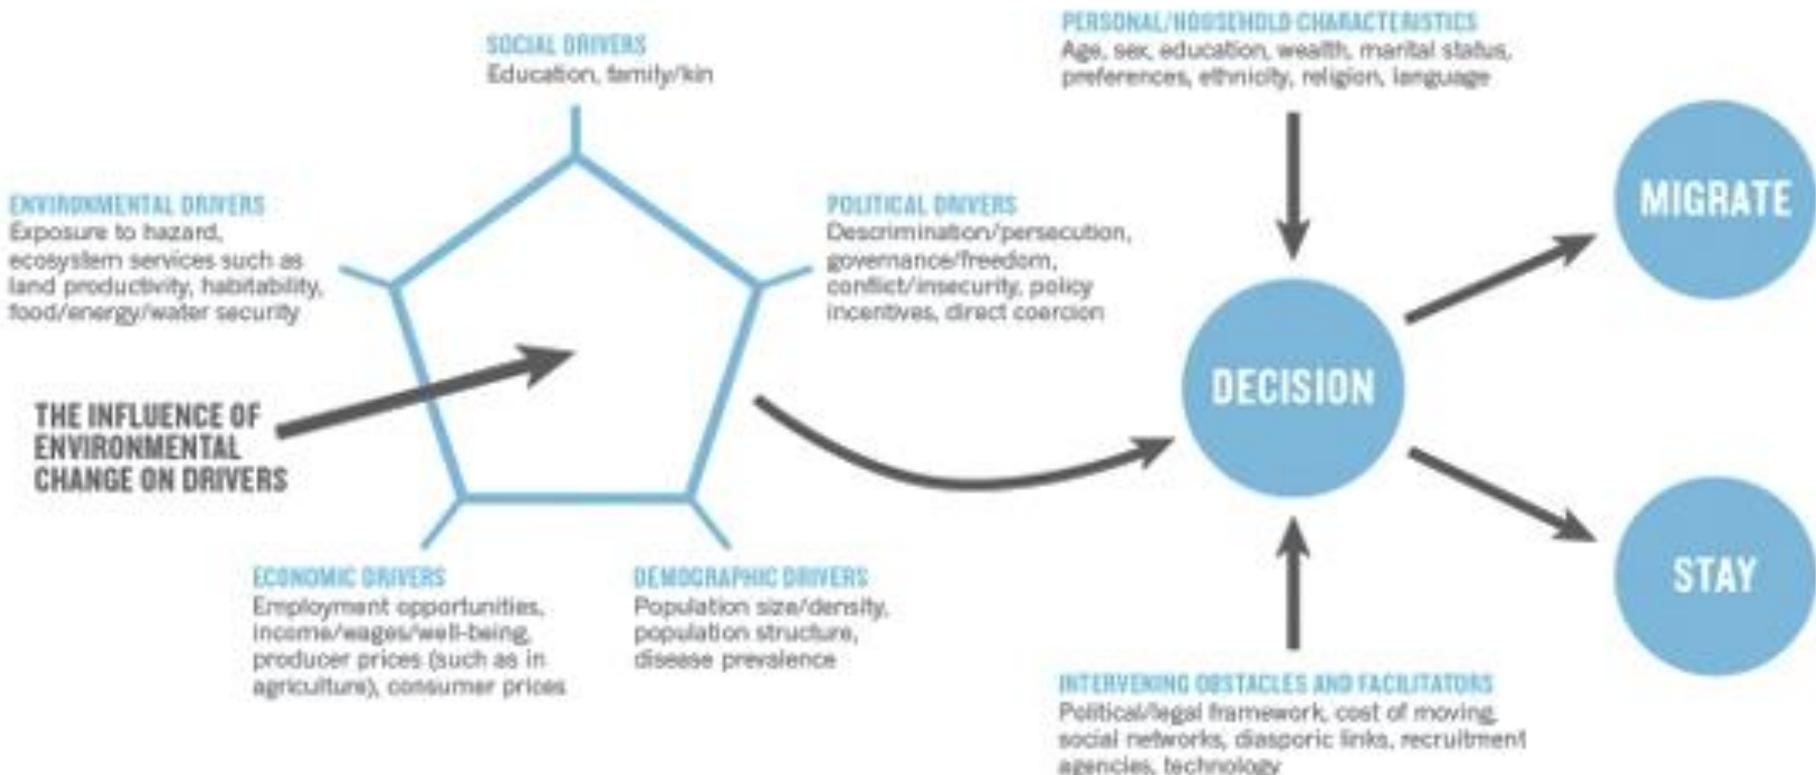 SOCIAL DRIVERS
Education, family/kin
PERSONAL/HOUSEHOLD CHARACTERISTICS
Age, sex, education, wealth, marital status,
preferences, ethnicity, religion, language
ENVIRONMENTAL DRIVERS
Exposure to hazard,
ecosystem services such as
land productivity, habitability,
food/energy/water security
POLITICAL DRIVERS
Descrimination/persecution,
governance/freedom,
conflict/insecurity, policy
incentives, direct coercion
MIGRATE
DECISION
THE INFLUENCE OF
ENVIRONMENTAL
CHANGE ON DRIVERS
STAY
ECONOMIC DRIVERS
Employment opportunities,
income/wages/well-being,
producer prices (such as in
agriculture), consumer prices
DEMOGRAPHIC DRIVERS
Population size/density,
population structure,
disease prevalence
INTERVENING OBSTACLES AND FACILITATORS
Political/legal framework, cost of moving,
social networks, diasporic links, recruitment
agencies, technology